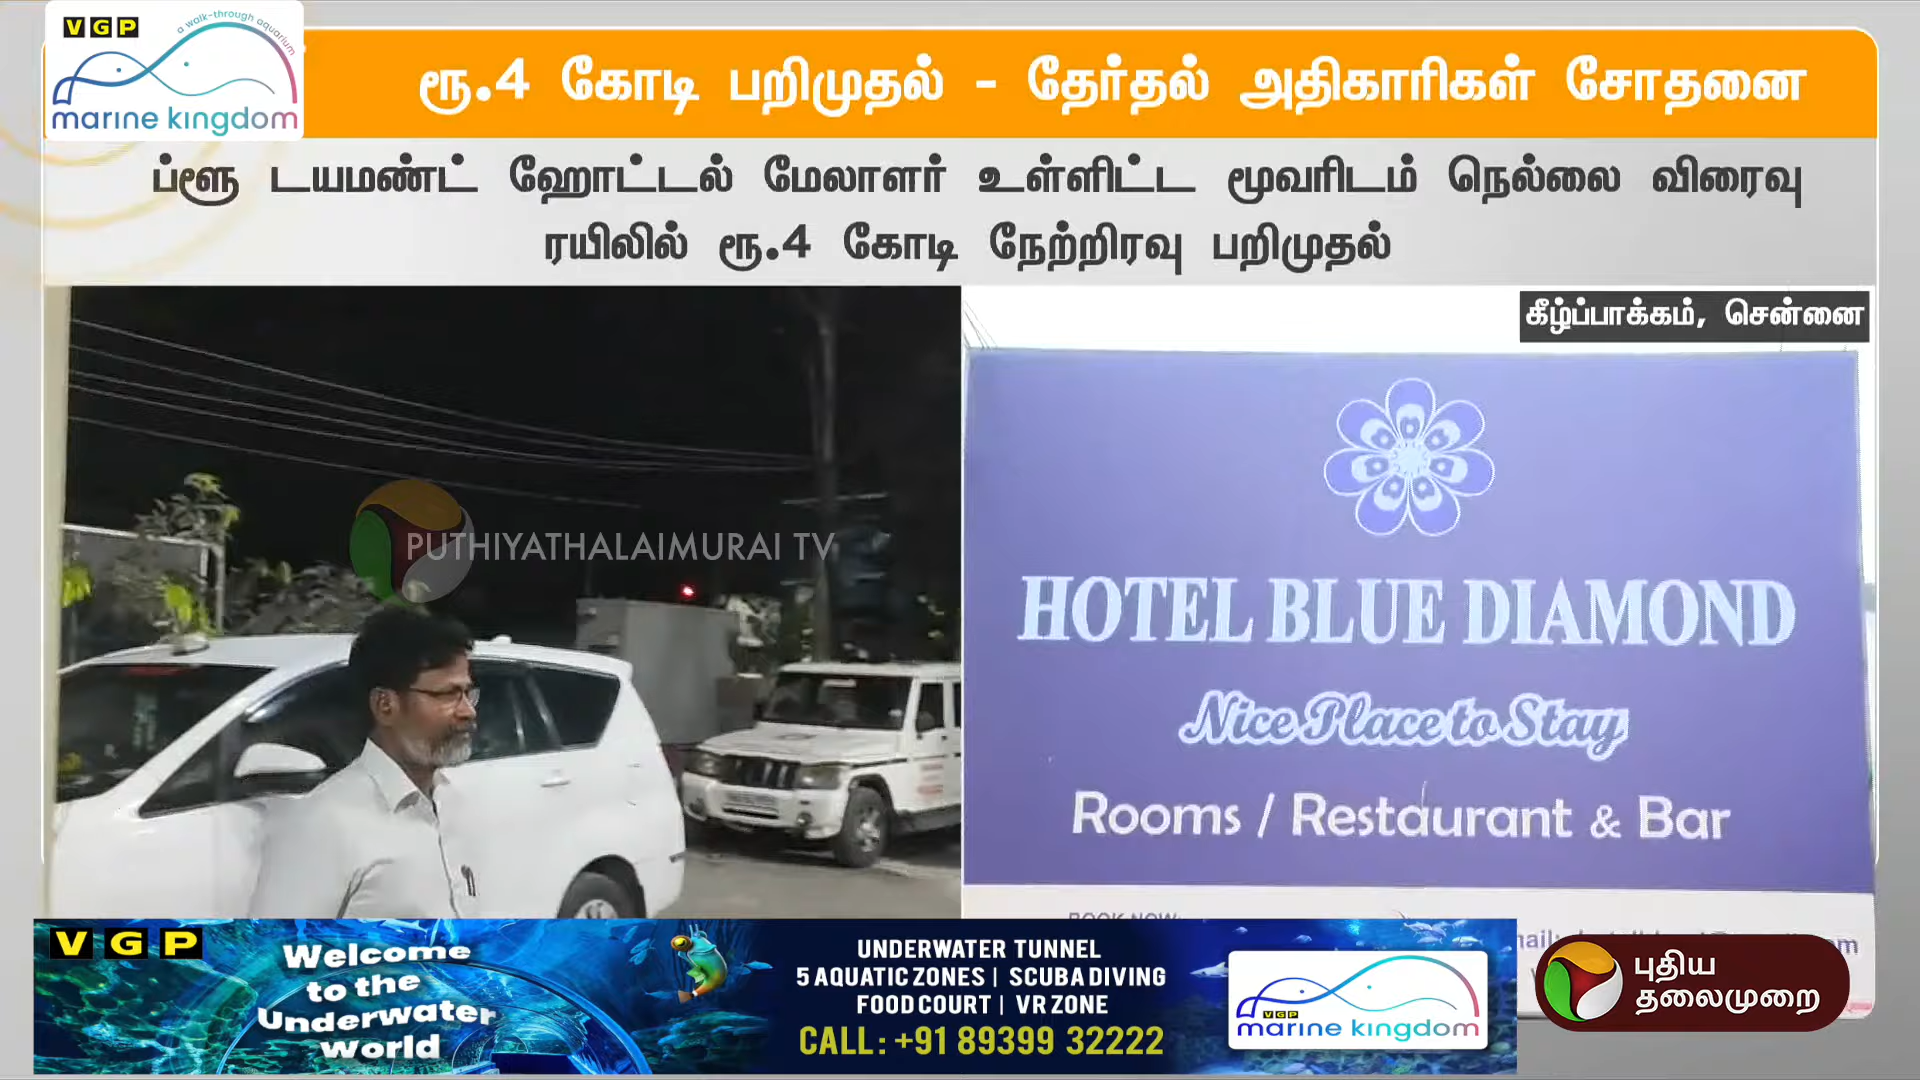 VGP
a walk-through aquarium
marine kingdom
ரூ.4 கோடி பறிமுதல் - தேர்தல் அதிகாரிகள் சோதனை
ப்ளூ டயமண்ட் ஹோட்டல் மேலாளர் உள்ளிட்ட மூவரிடம் நெல்லை விரைவு
ரயிலில் ரூ.4 கோடி நேற்றிரவு பறிமுதல்
கீழ்ப்பாக்கம், சென்னை
PUTHIYATHALAIMURAI TV
HOTEL BLUE DIAMOND
Nice Place to Stay
Rooms / Restaurant & Bar
BOOK NOW:
VGP
Welcome
to the
Underwater
world
UNDERWATER TUNNEL
5 AQUATIC ZONES | SCUBA DIVING
FOOD COURT | VR ZONE
CALL : +91 89399 32222
VGP
marine kingdom
புதிய
தலைமுறை